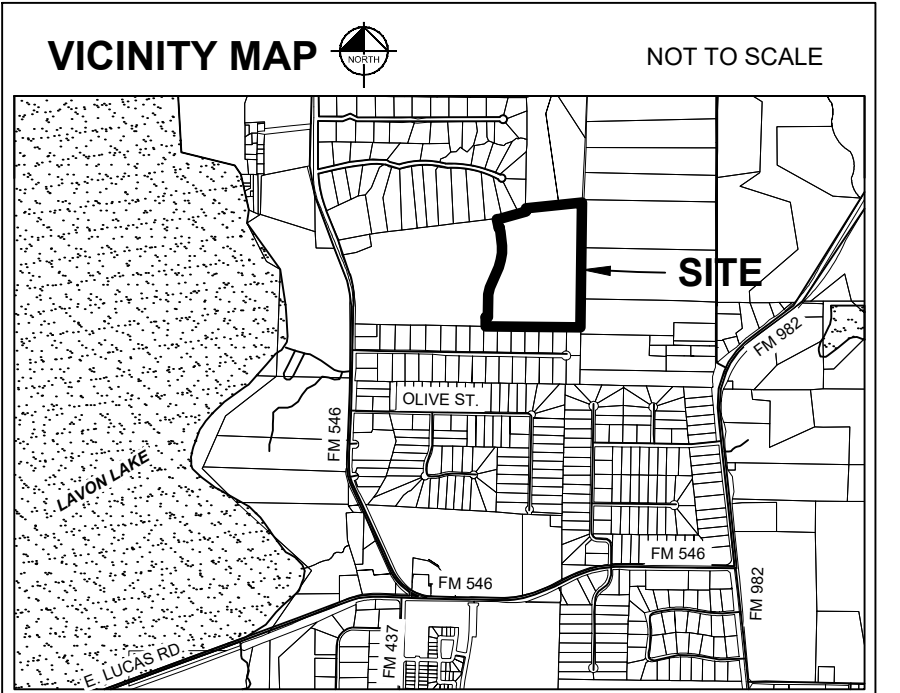 VICINITY MAP
NORTH
NOT TO SCALE
SITE
FM 982
OLIVE ST.
FM 546
LAVON LAKE
FM 546
FM 546
FM 982
FM 437
E. LUCAS RD.